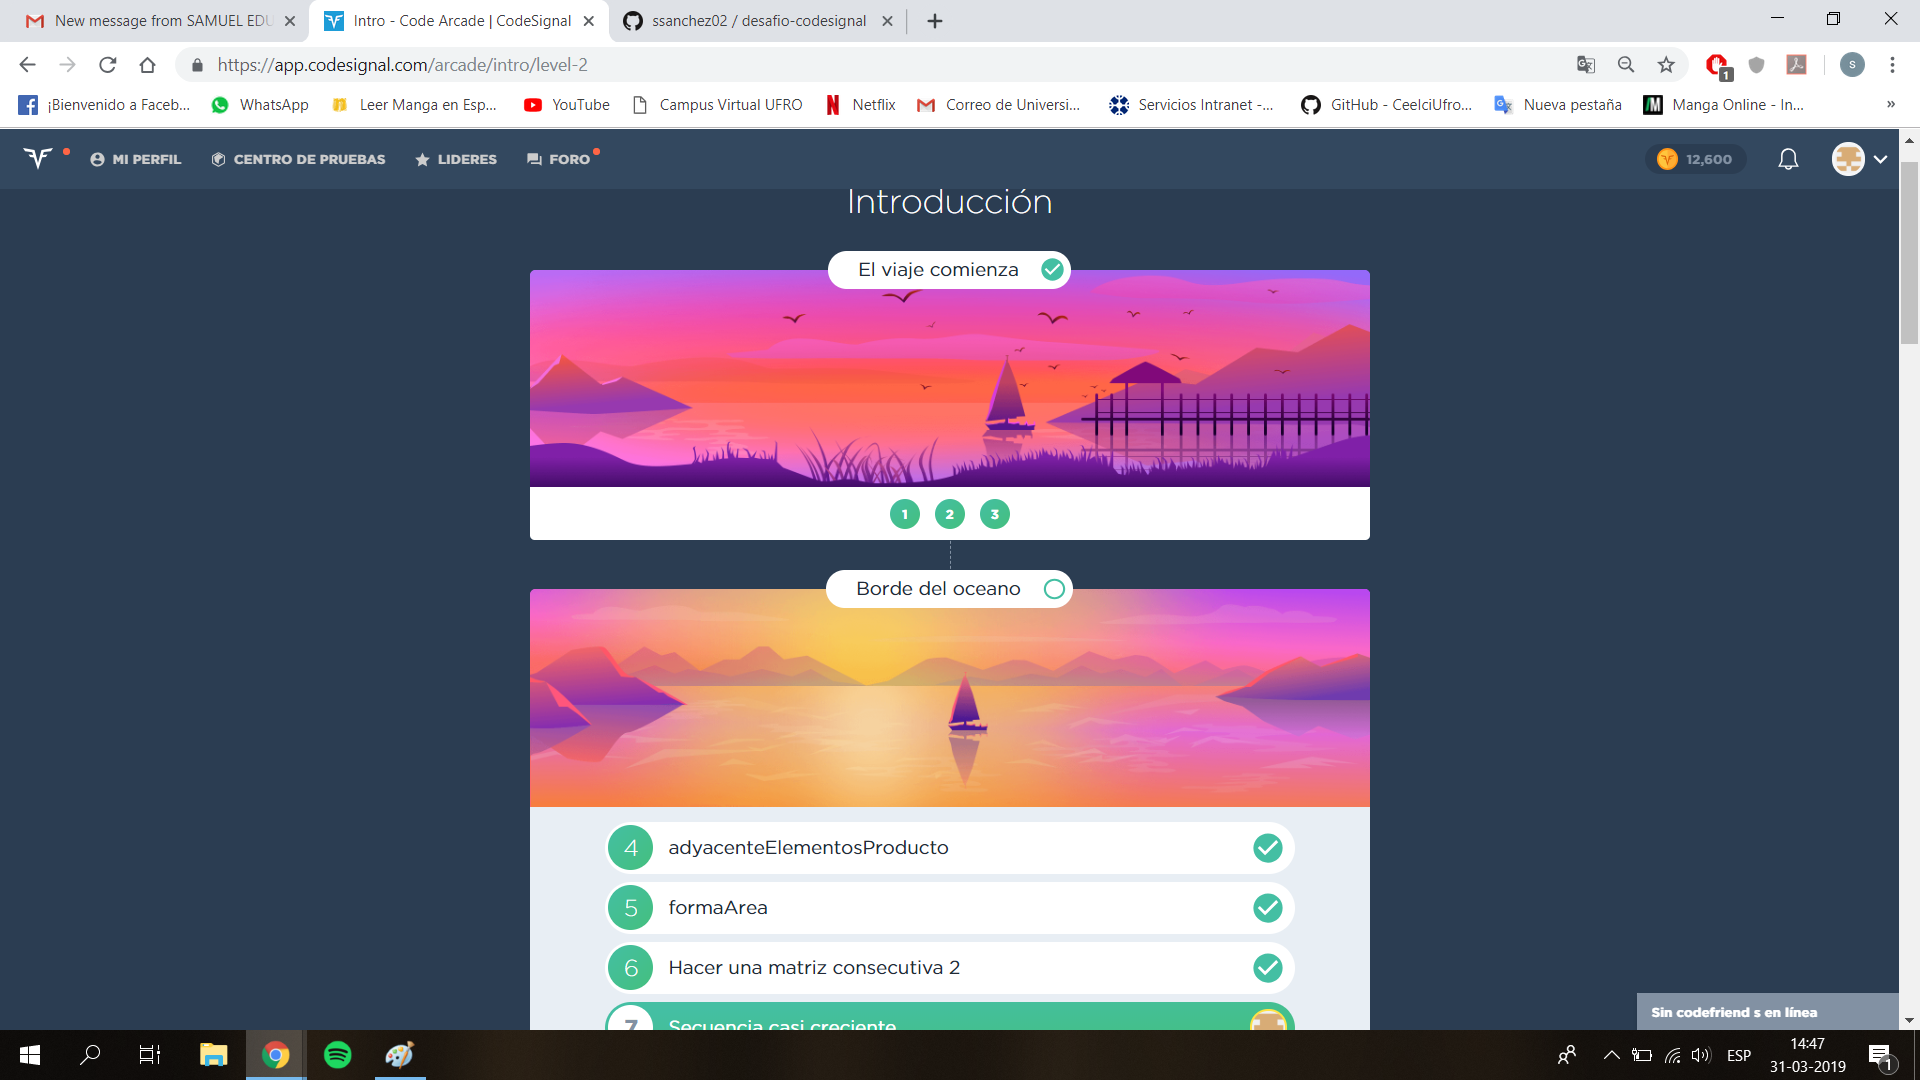 New message from SAMUEL EDU
Intro - Code Arcade | CodeSignal
ssanchez02 / desafio-codesignal
https://app.codesignal.com/arcade/intro/level-2
1
s
¡Bienvenido a Faceb...
WhatsApp
Leer Manga en Esp...
YouTube
Campus Virtual UFRO
Netflix
Correo de Universi...
Servicios Intranet -...
GitHub - CeelciUfro...
Nueva pestaña
Manga Online - In...
»
MI PERFIL
CENTRO DE PRUEBAS
LIDERES
FORO
12,600
Introducción
El viaje comienza
1 2 3
Borde del oceano
4 adyacenteElementosProducto
5 formaArea
6 Hacer una matriz consecutiva 2
7 Secuencia casi creciente
Sin codefriend s en línea
ESP
14:47
31-03-2019
1